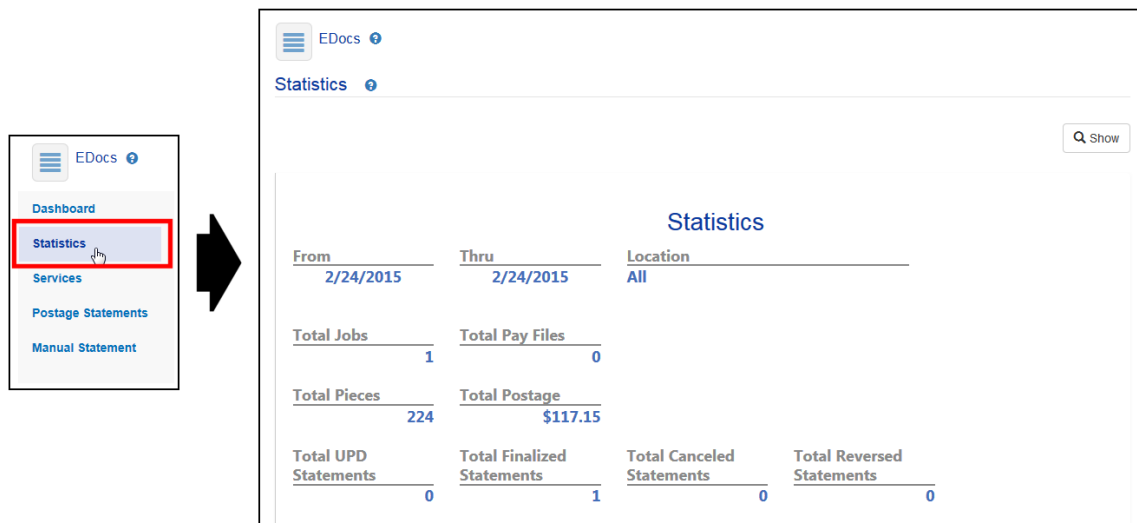 EDocs
Dashboard
Statistics
Services
Postage Statements
Manual Statement
EDocs
Statistics
Show
Statistics
From Thru Location
2/24/2015 2/24/2015 All
Total Jobs Total Pay Files
1 0
Total Pieces Total Postage
224 $117.15
Total UPD Total Finalized Total Canceled Total Reversed
Statements Statements Statements Statements
0 1 0 0